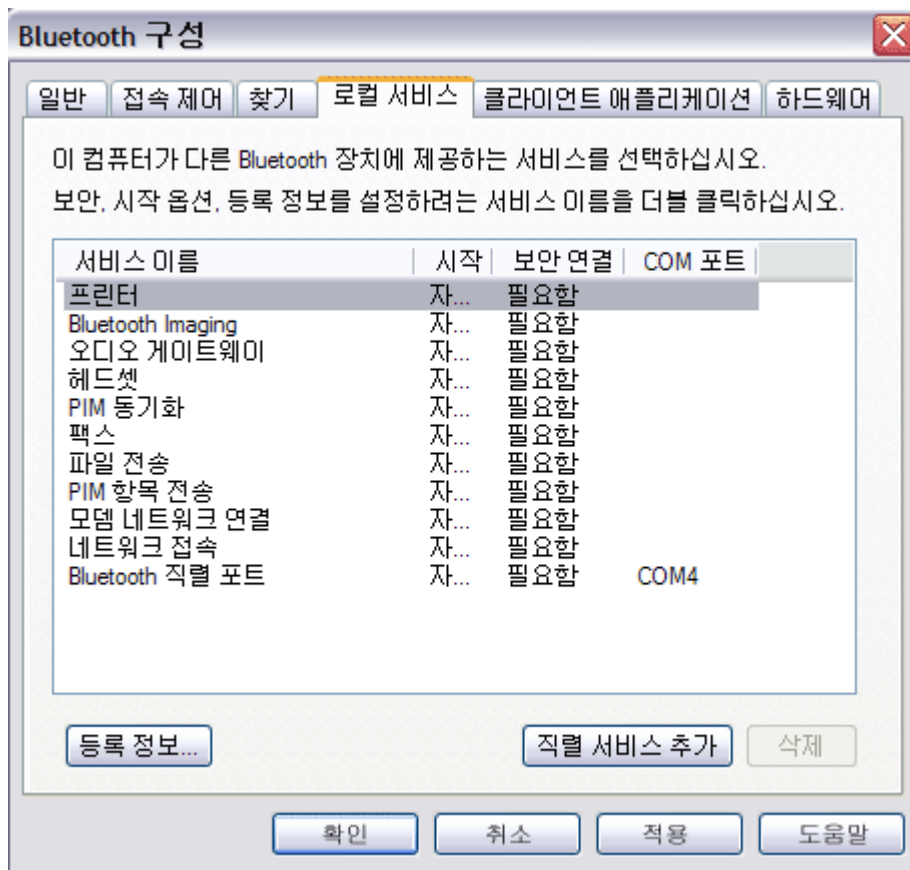 Bluetooth 구성
일반 접속 제어 찾기 로컬 서비스 클라이언트 애플리케이션 하드웨어
이 컴퓨터가 다른 Bluetooth 장치에 제공하는 서비스를 선택하십시오.
보안, 시작 옵션, 등록 정보를 설정하려는 서비스 이름을 더블 클릭하십시오.
서비스 이름 시작 보안 연결 COM 포트
프린터 자... 필요함
Bluetooth Imaging 자... 필요함
오디오 게이트웨이 자... 필요함
헤드셋 자... 필요함
PIM 동기화 자... 필요함
팩스 자... 필요함
파일 전송 자... 필요함
PIM 항목 전송 자... 필요함
모뎀 네트워크 연결 자... 필요함
네트워크 접속 자... 필요함
Bluetooth 직렬 포트 자... 필요함 COM4
등록 정보... 직렬 서비스 추가 삭제
확인 취소 적용 도움말